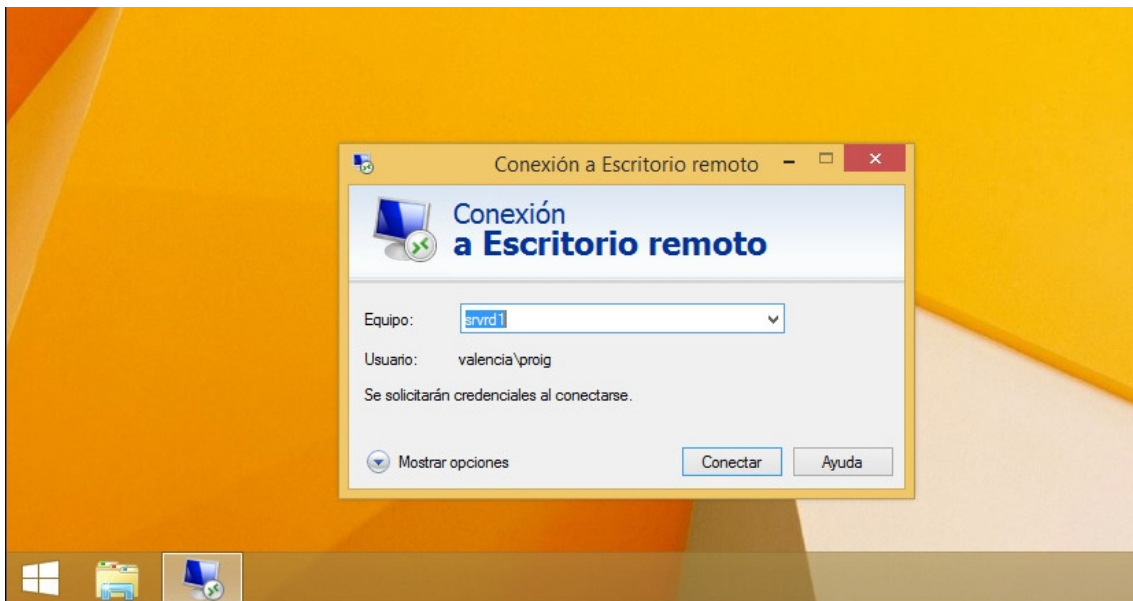 Conexión a Escritorio remoto
Conexión
a Escritorio remoto
Equipo: srvrd1
Usuario: valencia\proig
Se solicitarán credenciales al conectarse.
Mostrar opciones Conectar Ayuda